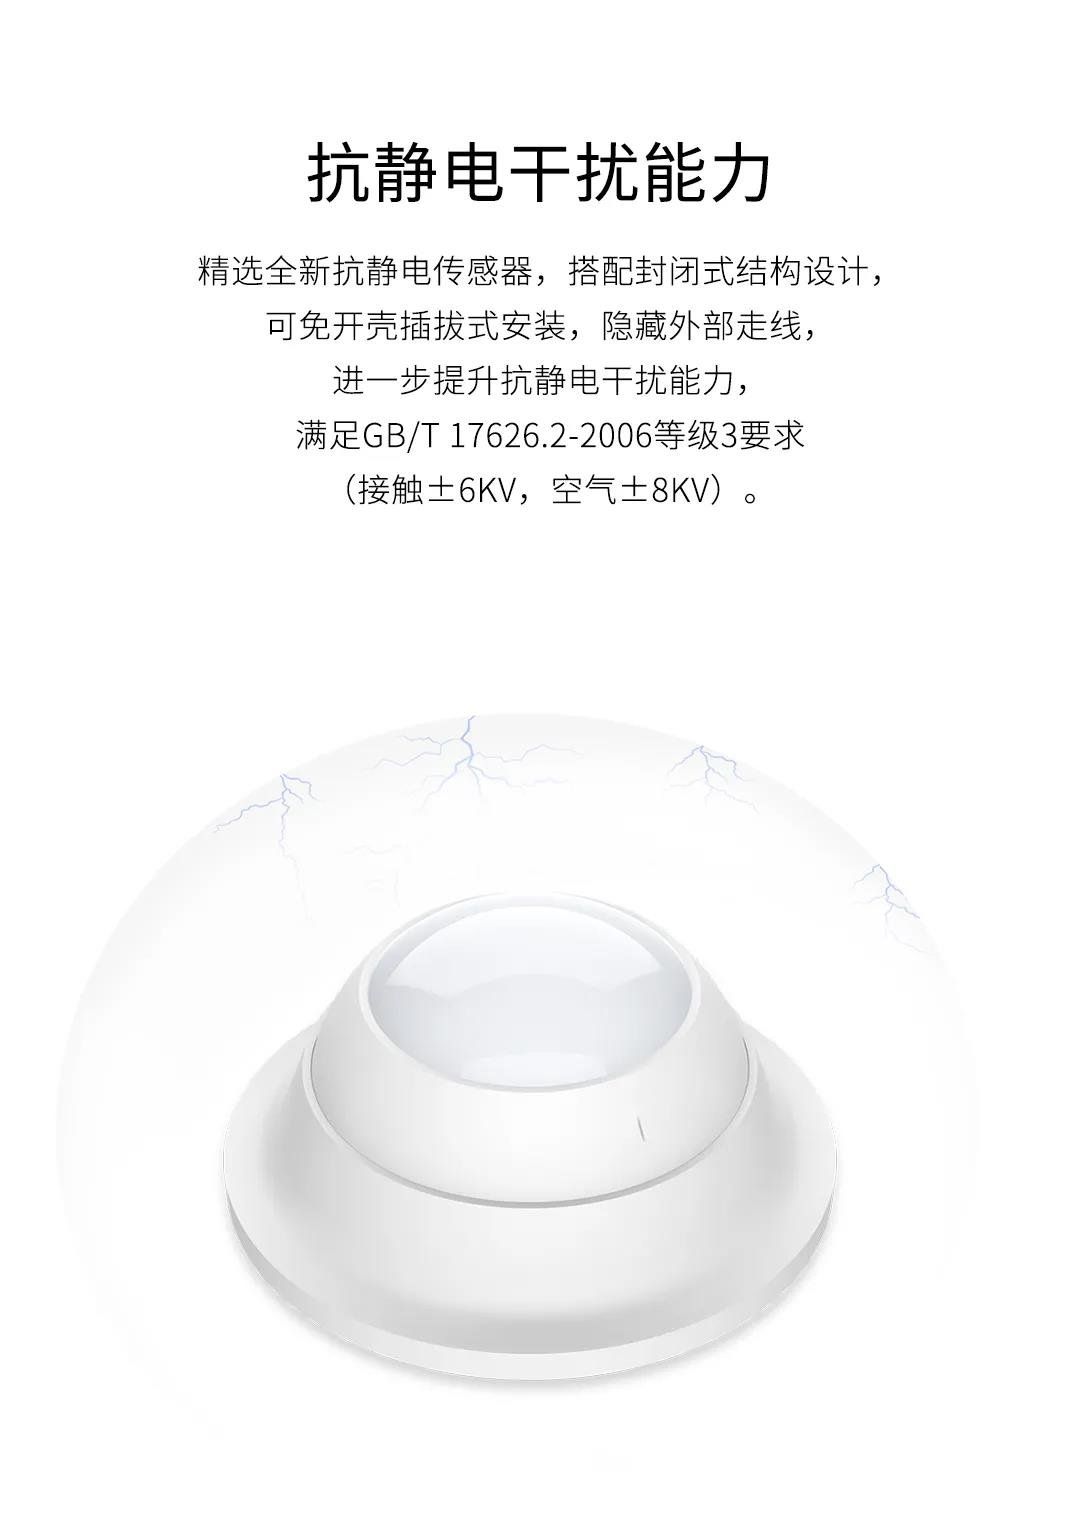 抗静电干扰能力
精选全新抗静电传感器，搭配封闭式结构设计，
可免开壳插拔式安装，隐藏外部走线，
进一步提升抗静电干扰能力，
满足GB/T 17626.2-2006等级3要求
（接触±6KV，空气±8KV）。